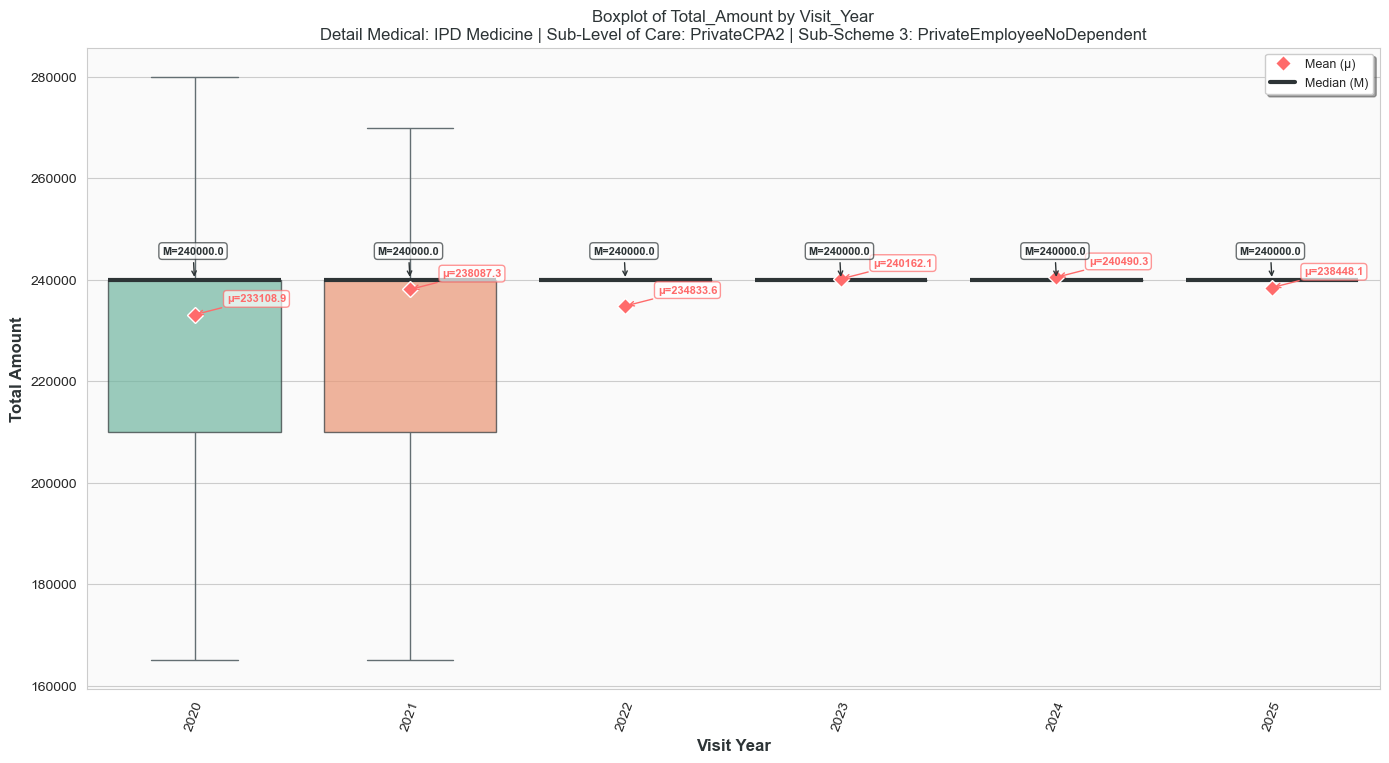 Boxplot of Total_Amount by Visit_Year
Detail Medical: IPD Medicine | Sub-Level of Care: PrivateCPA2 | Sub-Scheme 3: PrivateEmployeeNoDependent
Mean (μ)
Median (M)
Total Amount
280000
260000
240000
220000
200000
180000
160000
M=240000.0
μ=233108.9
M=240000.0
μ=238087.3
M=240000.0
μ=234833.6
M=240000.0
μ=240162.1
M=240000.0
μ=240490.3
M=240000.0
μ=238448.1
2020
2021
2022
2023
2024
2025
Visit Year